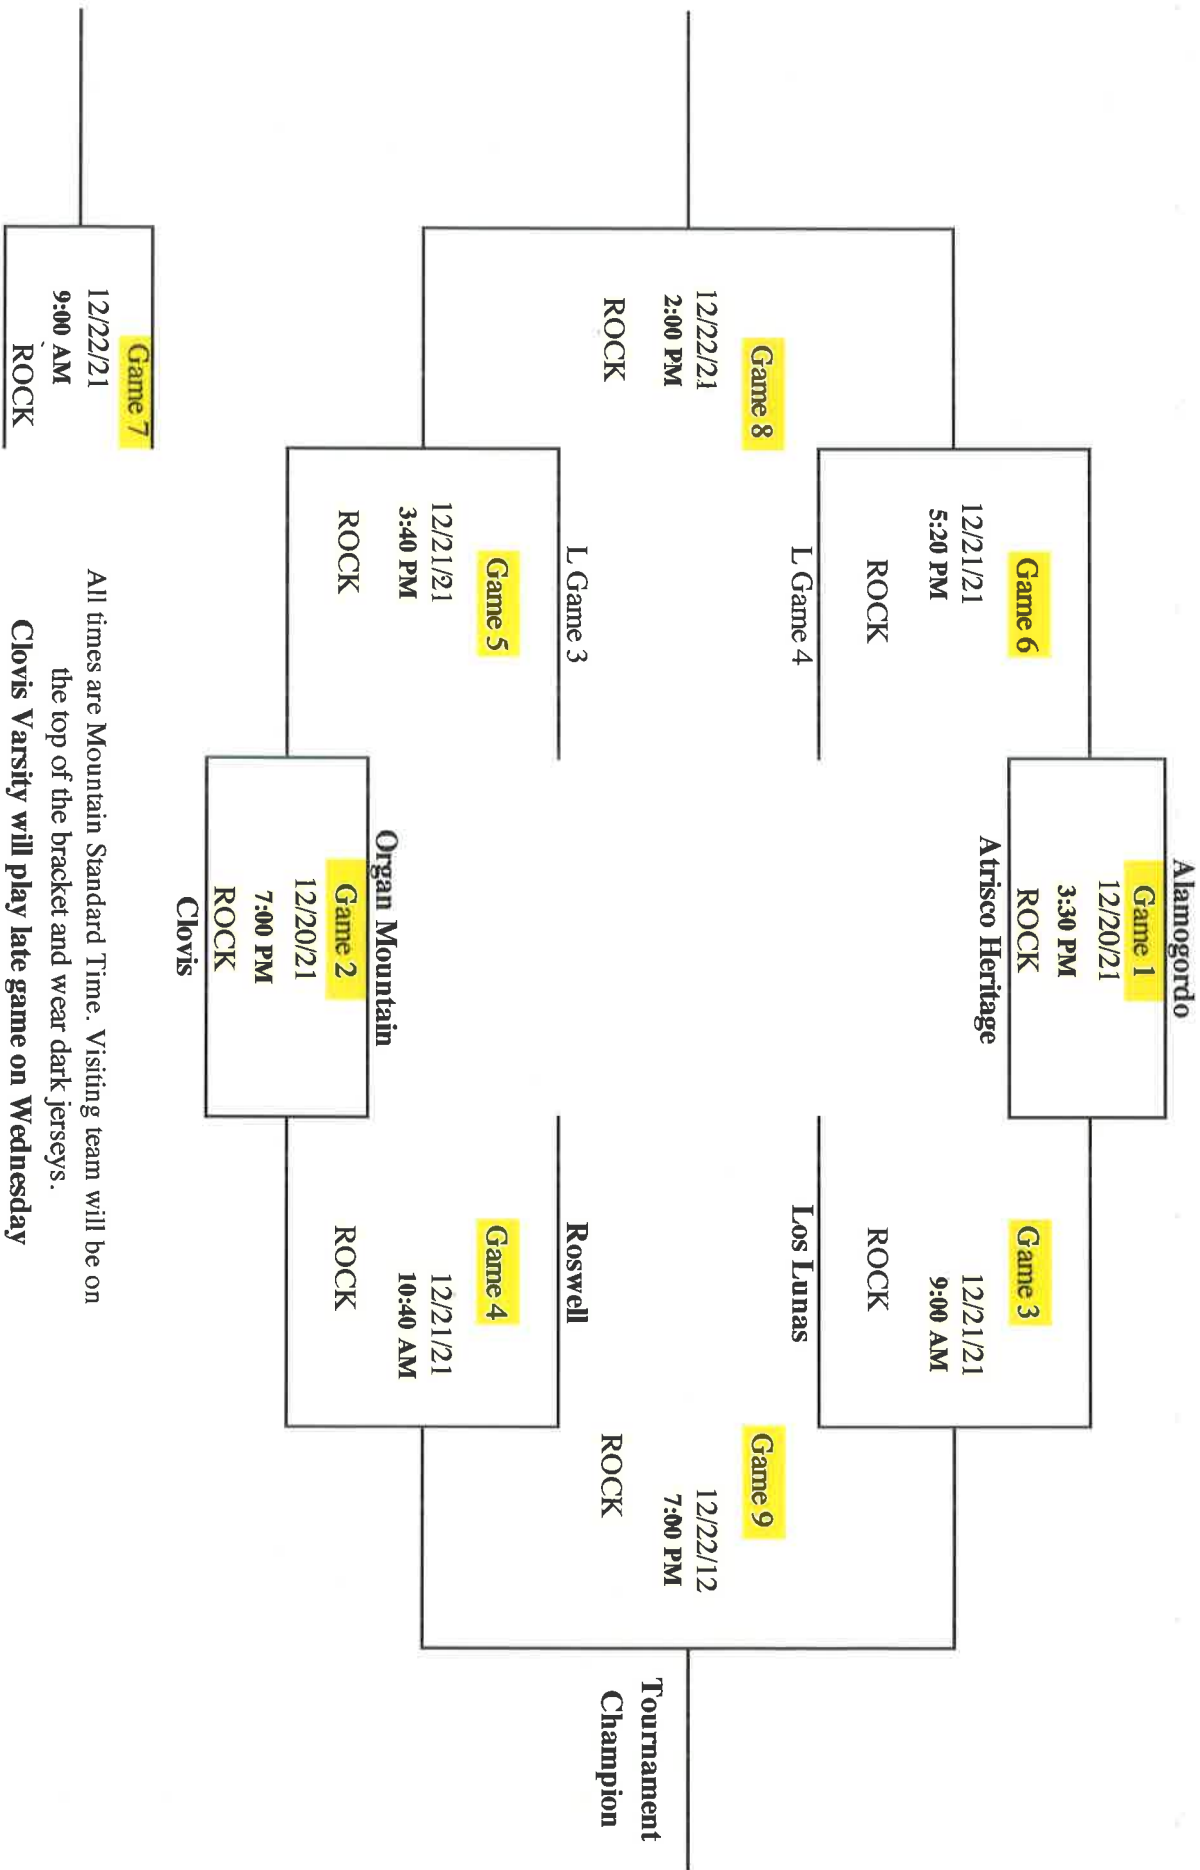 Alamogordo
Game 1
12/20/21
3:30 PM
ROCK
Atrisco Heritage
Game 6
12/21/21
5:20 PM
ROCK
L Game 4
Game 3
12/21/21
9:00 AM
ROCK
Los Lunas
Game 8
12/22/21
2:00 PM
ROCK
Game 9
12/22/12
7:00 PM
ROCK
Tournament
Champion
L Game 3
Game 5
12/21/21
3:40 PM
ROCK
Roswell
Game 4
12/21/21
10:40 AM
ROCK
Organ Mountain
Game 2
12/20/21
7:00 PM
ROCK
Clovis
Game 7
12/22/21
9:00 AM
ROCK
All times are Mountain Standard Time. Visiting team will be on
the top of the bracket and wear dark jerseys.
Clovis Varsity will play late game on Wednesday